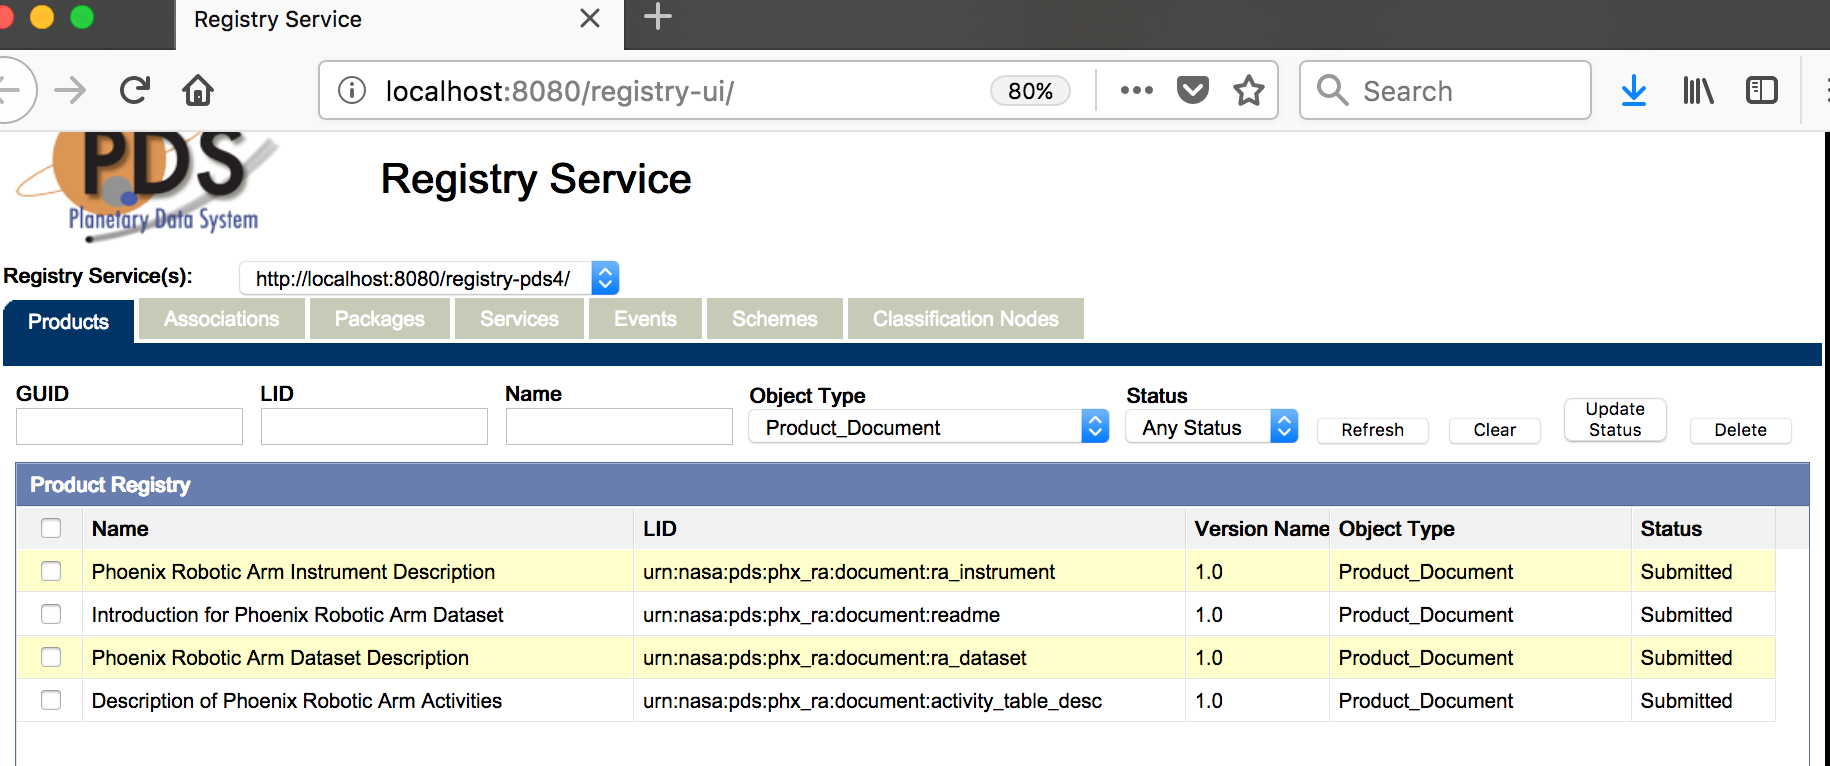 Registry Service
localhost:8080/registry-ui/ 80% Search
PDS
Planetary Data System
Registry Service
Registry Service(s): http://localhost:8080/registry-pds4/
Products Associations Packages Services Events Schemes Classification Nodes
GUID LID Name Object Type Status
Product_Document Any Status Refresh Clear Update Status Delete
Product Registry
Name LID Version Name Object Type Status
Phoenix Robotic Arm Instrument Description urn:nasa:pds:phx_ra:document:ra_instrument 1.0 Product_Document Submitted
Introduction for Phoenix Robotic Arm Dataset urn:nasa:pds:phx_ra:document:readme 1.0 Product_Document Submitted
Phoenix Robotic Arm Dataset Description urn:nasa:pds:phx_ra:document:ra_dataset 1.0 Product_Document Submitted
Description of Phoenix Robotic Arm Activities urn:nasa:pds:phx_ra:document:activity_table_desc 1.0 Product_Document Submitted